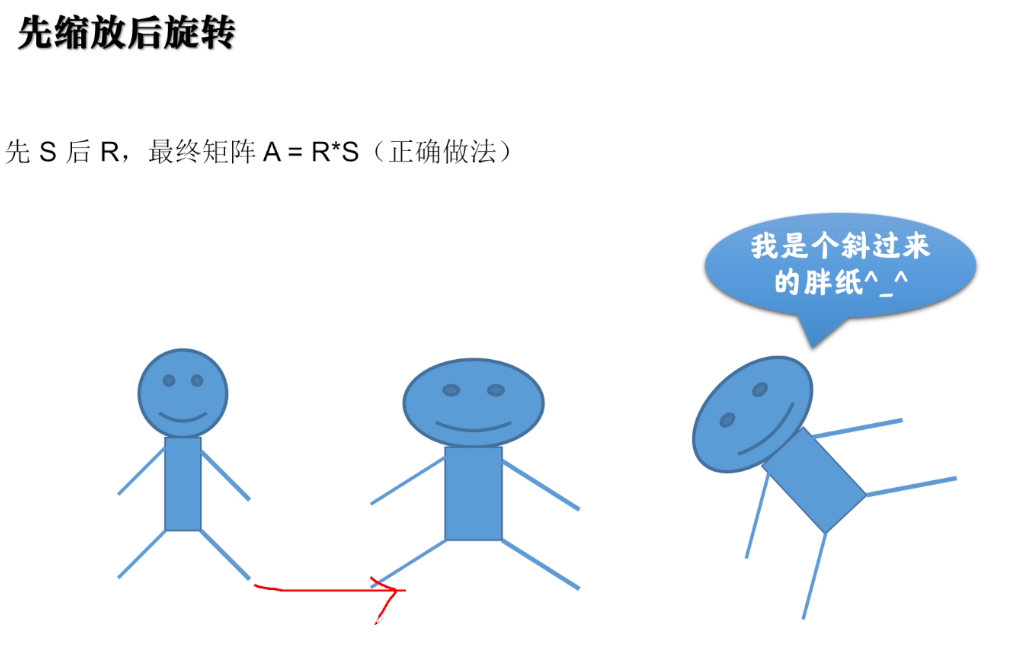 先缩放后旋转
先 S 后 R，最终矩阵 A = R*S（正确做法）
我是个斜过来
的胖纸^_^